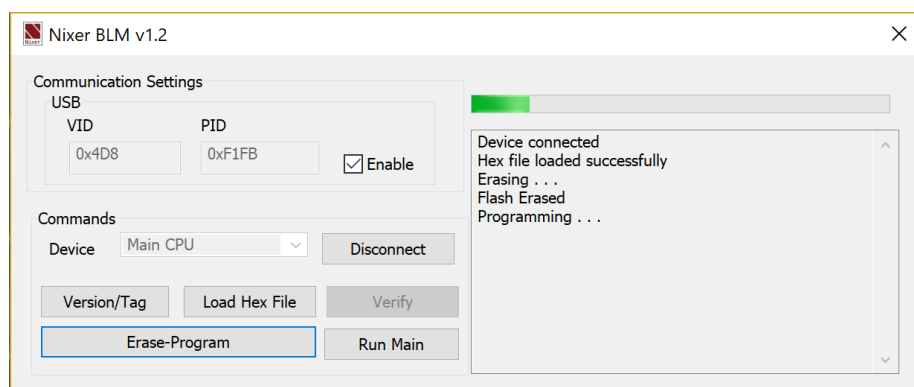 Nixer BLM v1.2
Nixer
Communication Settings
USB
VID
PID
0x4D8
0xF1FB
Enable
Commands
Device
Main CPU
Disconnect
Version/Tag
Load Hex File
Verify
Erase-Program
Run Main
Device connected
Hex file loaded successfully
Erasing . . .
Flash Erased
Programming . . .